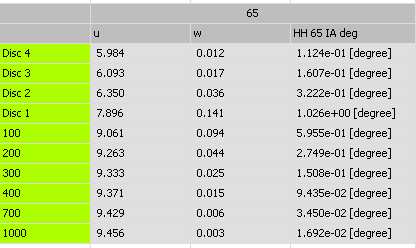 65
u w HH 65 IA deg
Disc 4 5.984 0.012 1.124e-01 [degree]
Disc 3 6.093 0.017 1.607e-01 [degree]
Disc 2 6.350 0.036 3.222e-01 [degree]
Disc 1 7.896 0.141 1.026e+00 [degree]
100 9.061 0.094 5.955e-01 [degree]
200 9.263 0.044 2.749e-01 [degree]
300 9.333 0.025 1.508e-01 [degree]
400 9.371 0.015 9.435e-02 [degree]
700 9.429 0.006 3.450e-02 [degree]
1000 9.456 0.003 1.692e-02 [degree]